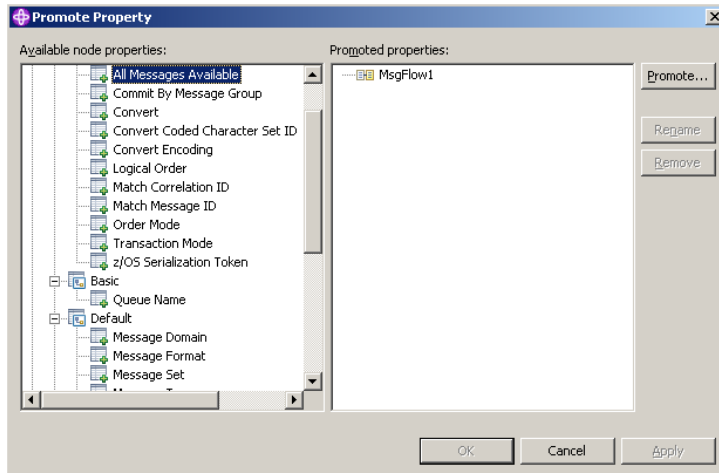 Promote Property
Available node properties:
All Messages Available
Commit By Message Group
Convert
Convert Coded Character Set ID
Convert Encoding
Logical Order
Match Correlation ID
Match Message ID
Order Mode
Transaction Mode
z/OS Serialization Token
Basic
Queue Name
Default
Message Domain
Message Format
Message Set
Promoted properties:
MsgFlow1
Promote...
Rename
Remove
OK
Cancel
Apply